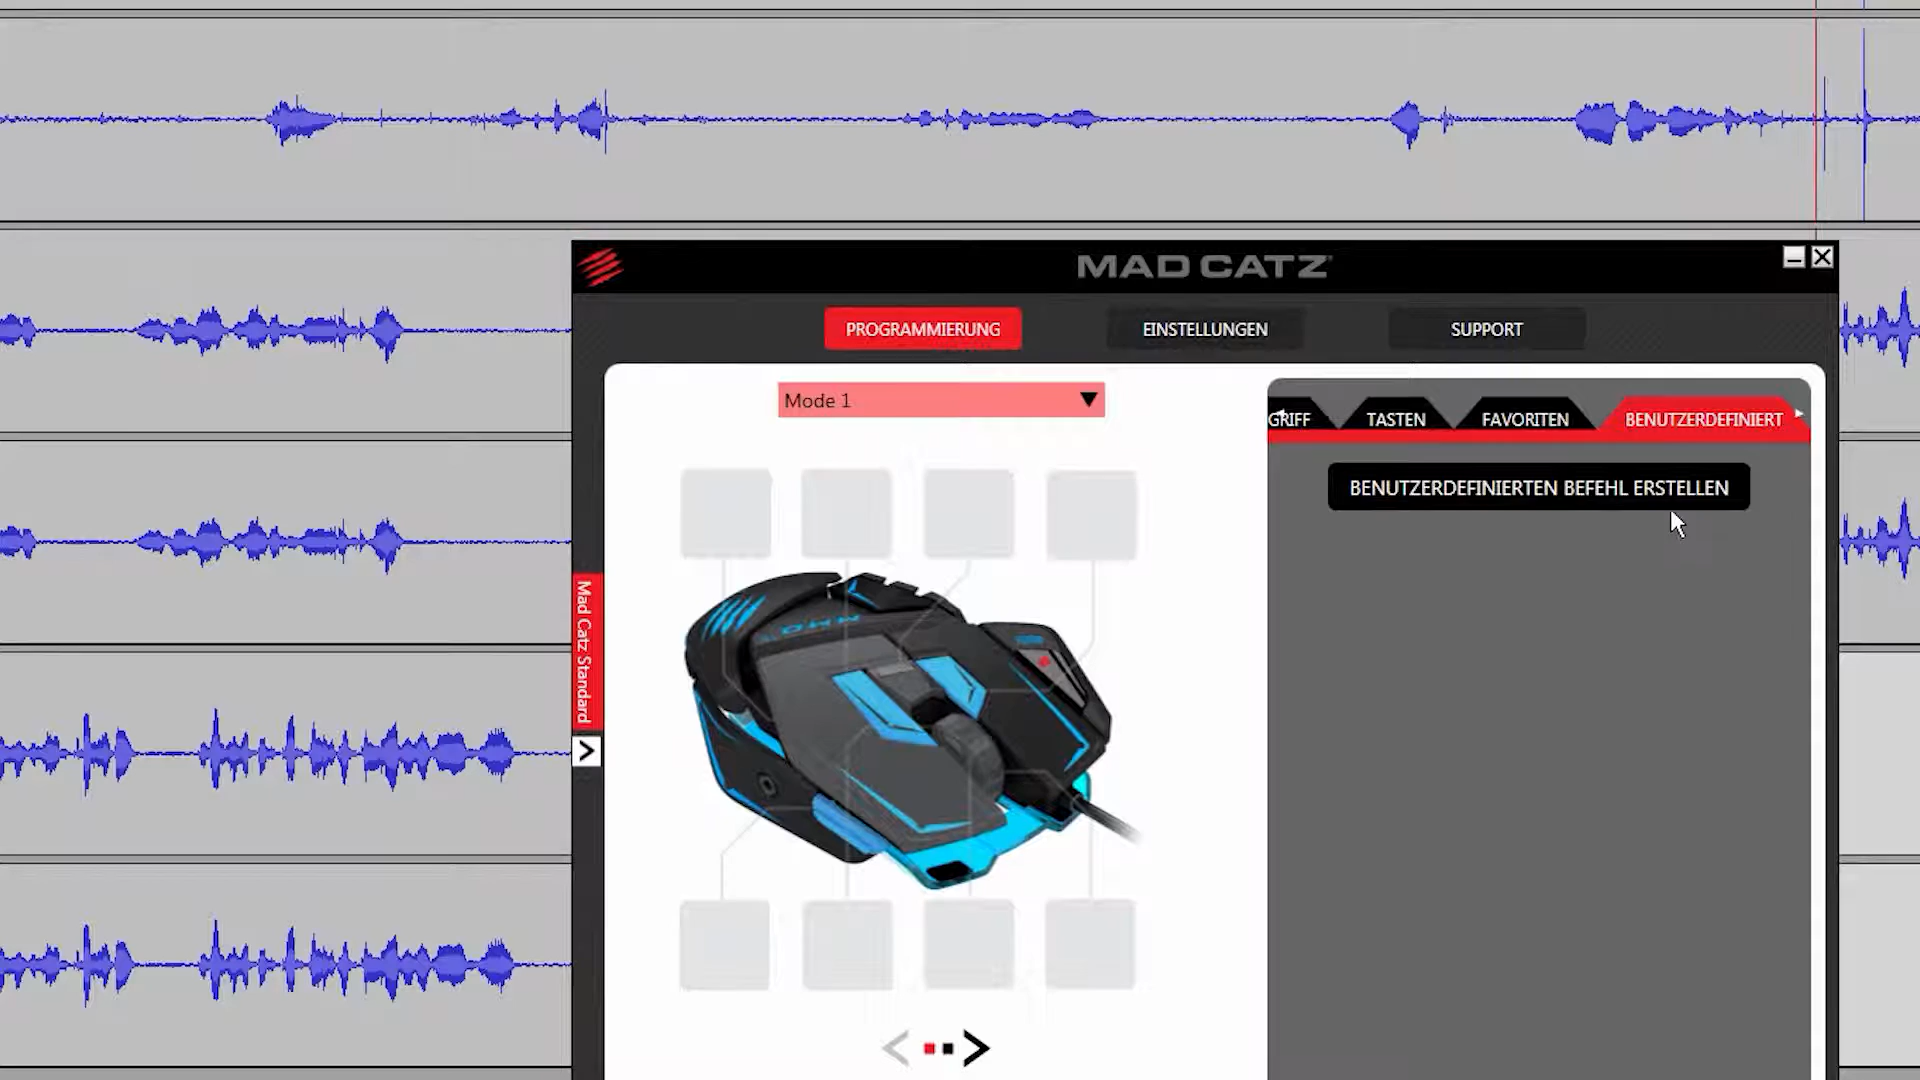 MAD CATZ
PROGRAMMIERUNG
EINSTELLUNGEN
SUPPORT
Mode 1
GRIFF
TASTEN
FAVORITEN
BENUTZERDEFINIERT
BENUTZERDEFINIERTEN BEFEHL ERSTELLEN
Mad Catz Standard